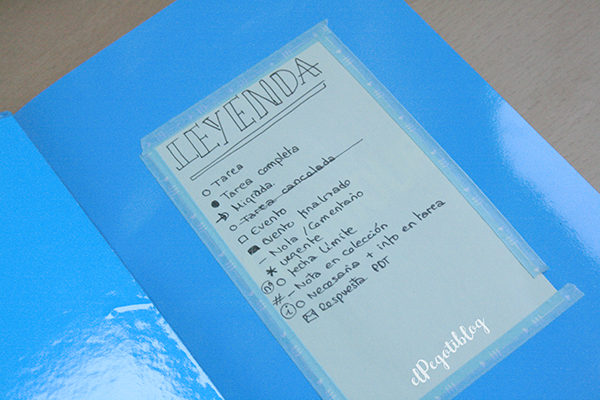 LEYENDA
○ Tarea
● Tarea completa
→ Migrada.
○ Tarea cancelada
□ Evento
■ Evento finalizado
– Nota / Comentario
* Urgente
(nº) ○ Fecha límite
# – Nota en colección
(i) ○ Necesaria + info en tarea
✉ Respuesta PDT
elPegotiblog